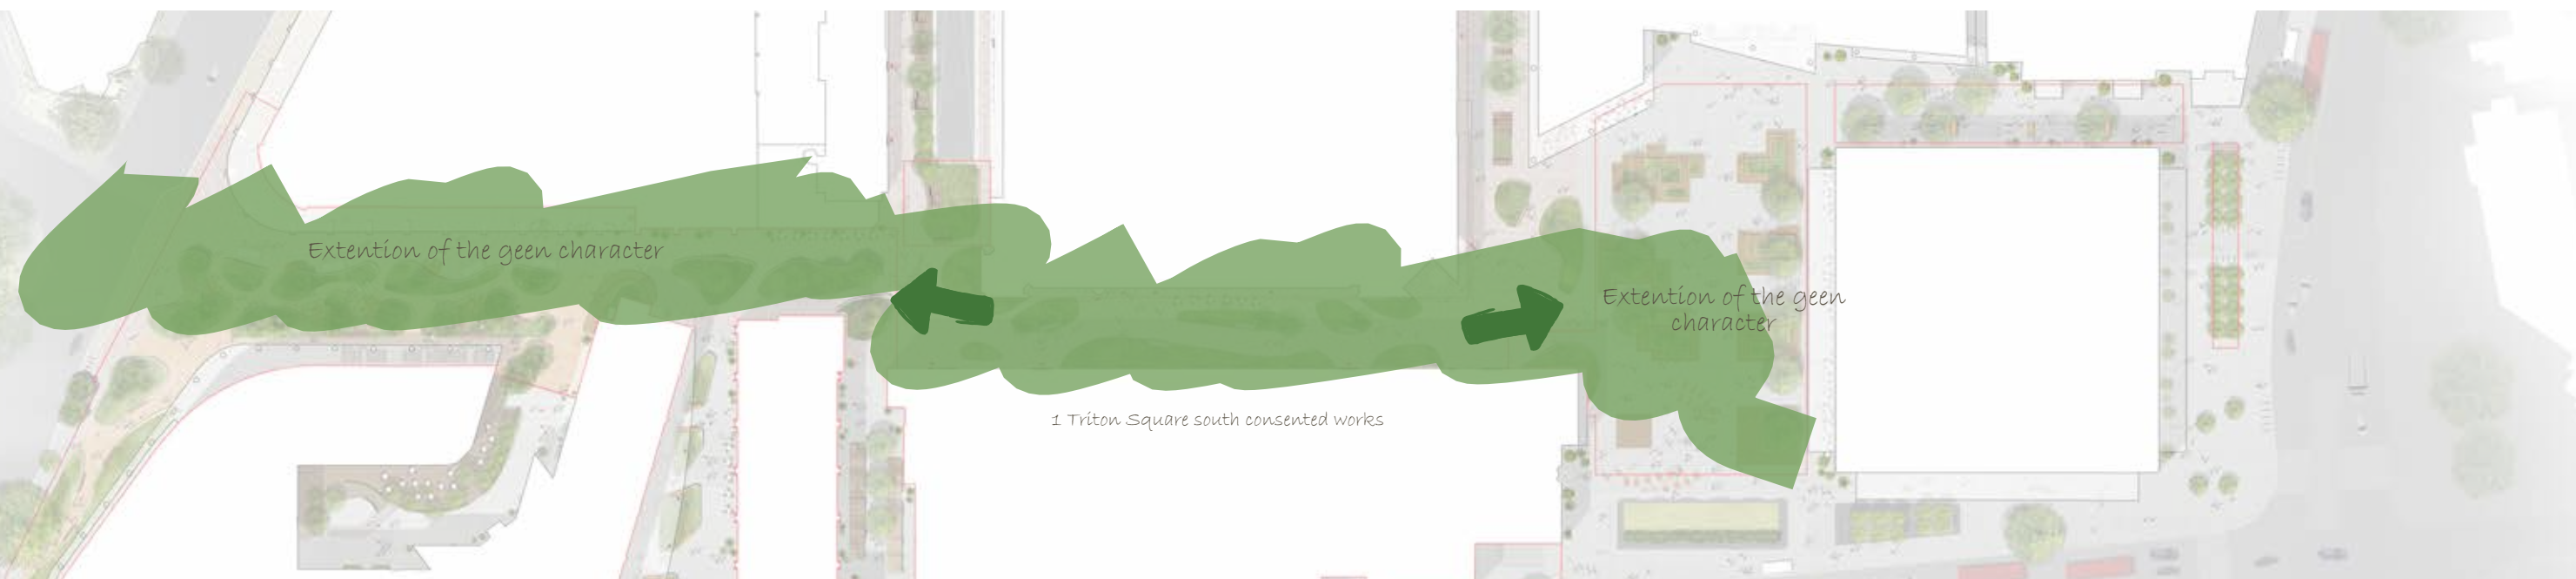 Extention of the geen character
Extention of the geen
character
1 Triton Square south consented works